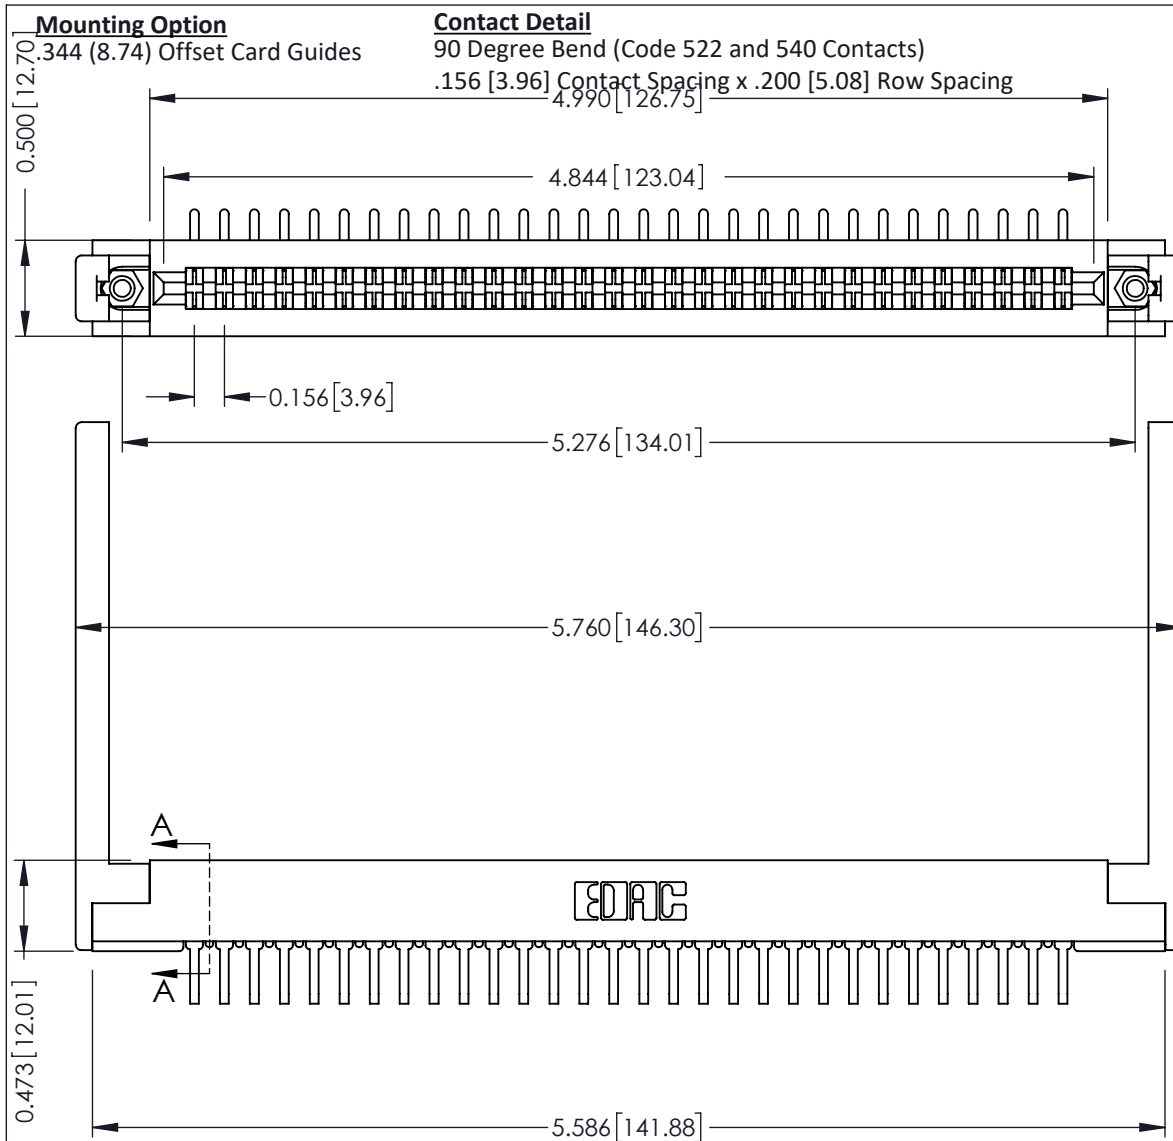 Mounting Option
.344 (8.74) Offset Card Guides
Contact Detail
90 Degree Bend (Code 522 and 540 Contacts)
.156 [3.96] Contact Spacing x .200 [5.08] Row Spacing
0.500 [12.70]
4.990 [126.75]
4.844 [123.04]
0.156 [3.96]
5.276 [134.01]
5.760 [146.30]
A
EDAC
A
0.473 [12.01]
5.586 [141.88]